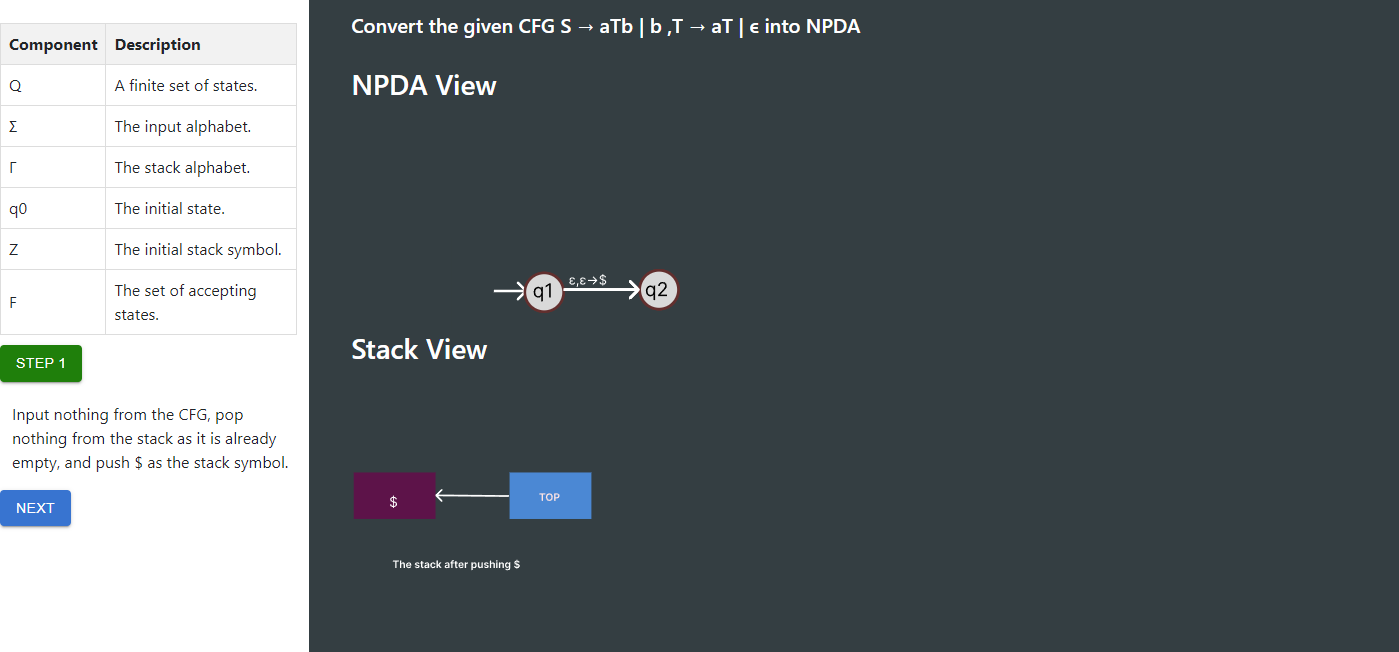 Component Description
Q A finite set of states.
Σ The input alphabet.
Γ The stack alphabet.
q0 The initial state.
Z The initial stack symbol.
F The set of accepting
states.
STEP 1
Input nothing from the CFG, pop
nothing from the stack as it is already
empty, and push $ as the stack symbol.
NEXT
Convert the given CFG S → aTb | b ,T → aT | ϵ into NPDA
NPDA View
q1 ε,ε→$ q2
Stack View
$ TOP
The stack after pushing $